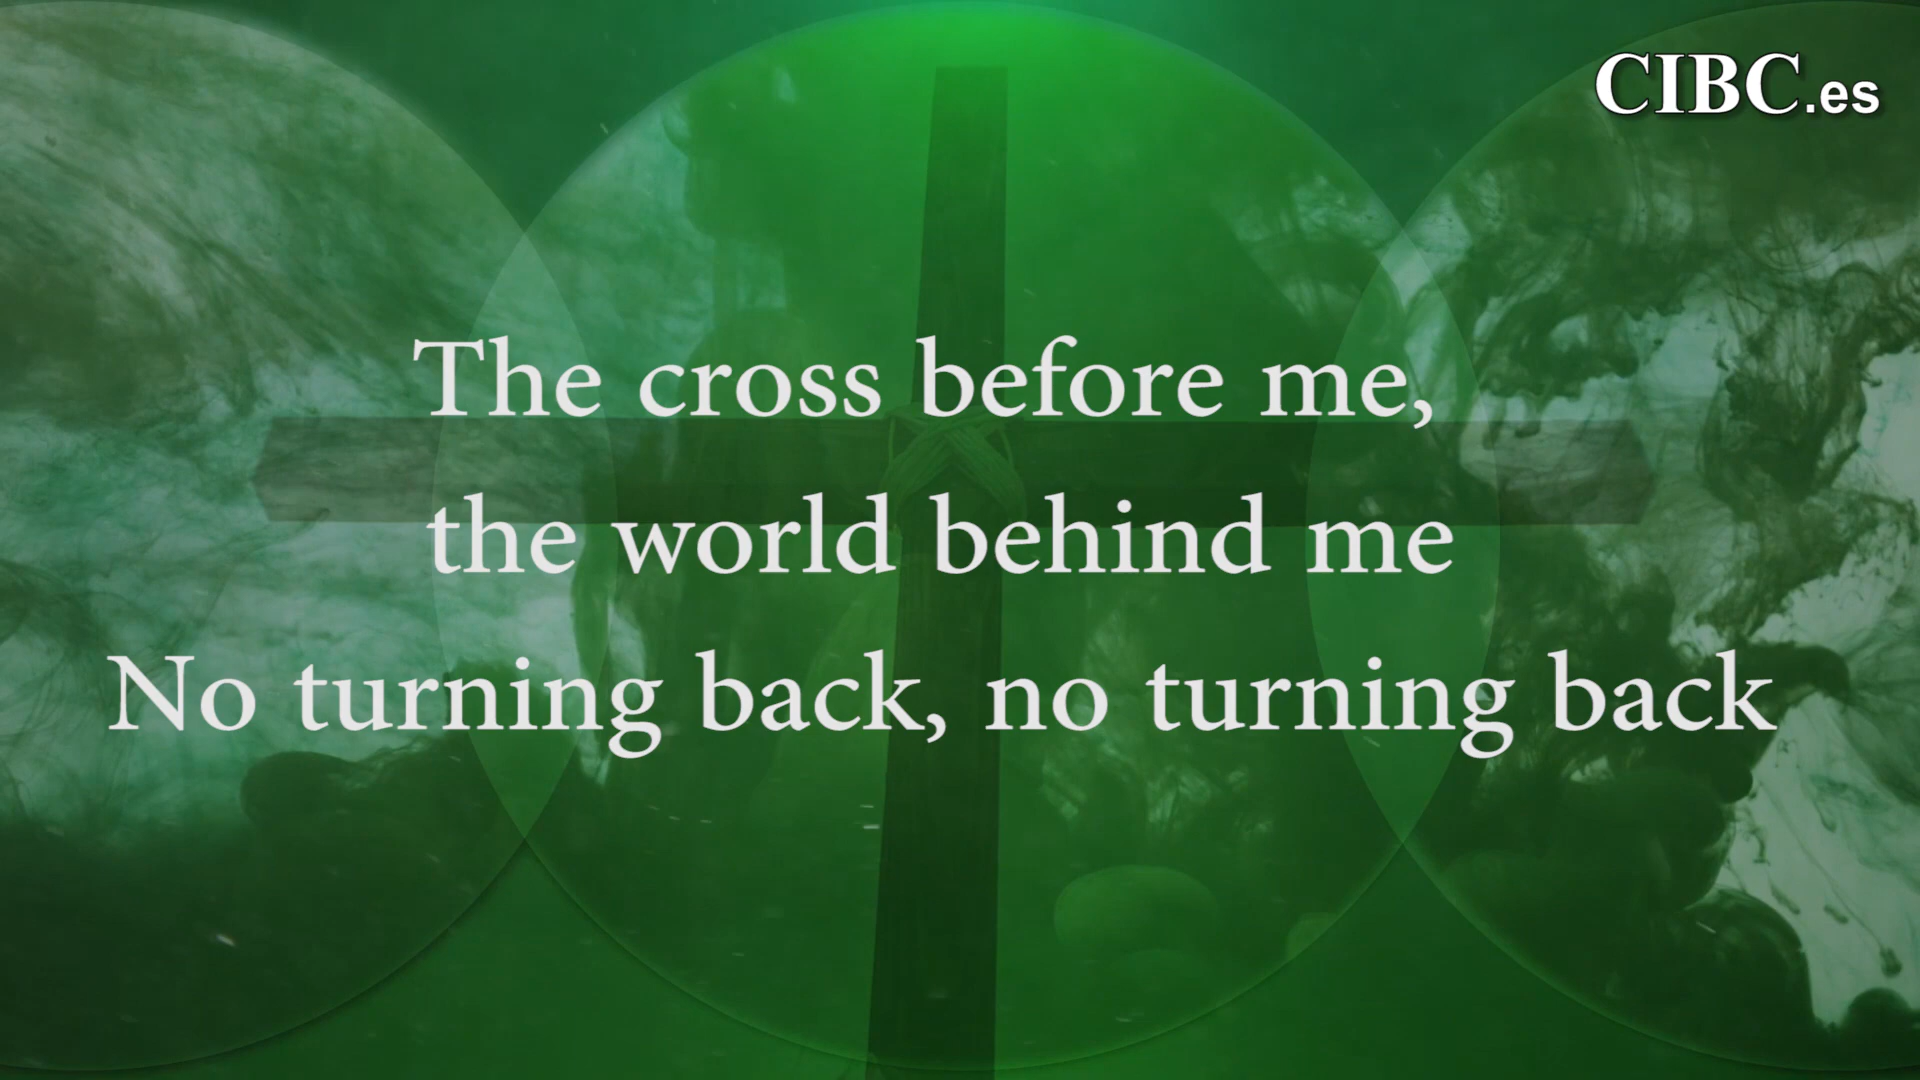 CIBC.es
The cross before me,
the world behind me
No turning back, no turning back